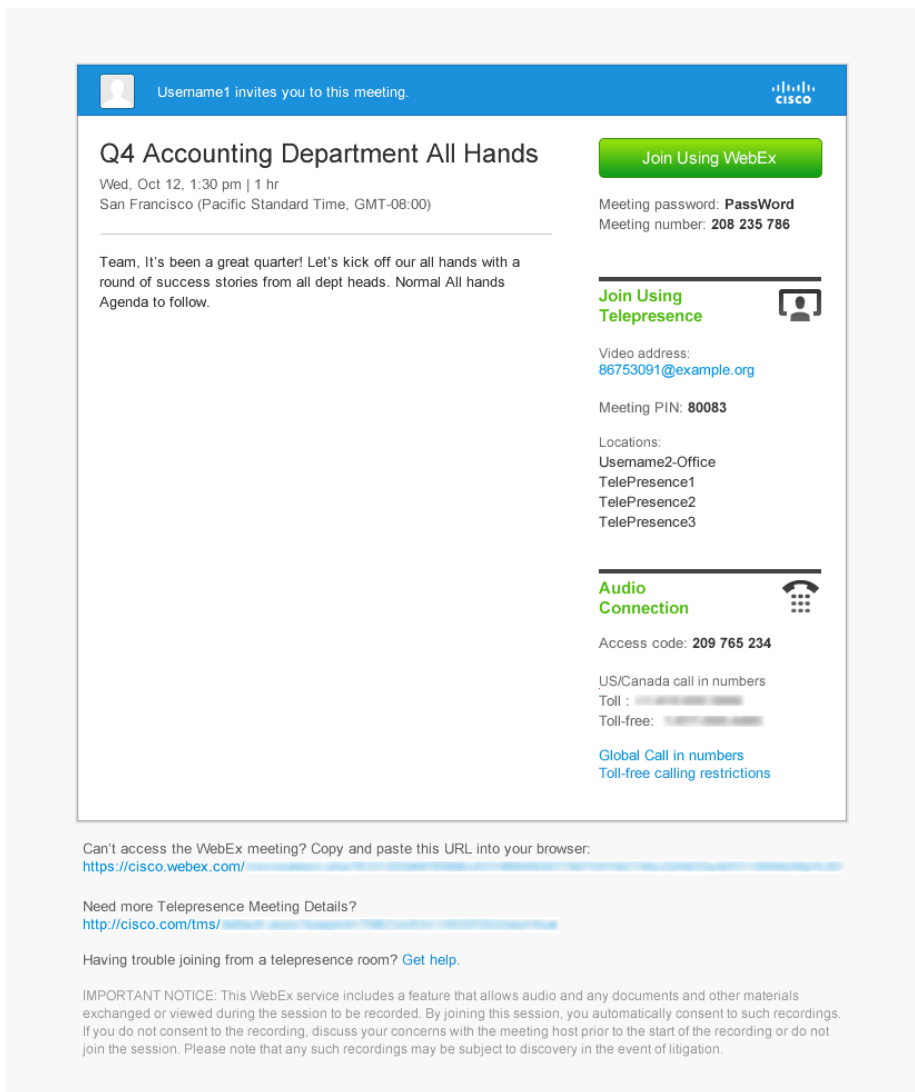 Username1 invites you to this meeting.
CISCO
Q4 Accounting Department All Hands
Wed, Oct 12, 1:30 pm | 1 hr
San Francisco (Pacific Standard Time, GMT-08:00)
Team, It's been a great quarter! Let's kick off our all hands with a
round of success stories from all dept heads. Normal All hands
Agenda to follow.
Join Using WebEx
Meeting password: PassWord
Meeting number: 208 235 786
Join Using
Telepresence
Video address:
86753091@example.org
Meeting PIN: 80083
Locations:
Username2-Office
TelePresence1
TelePresence2
TelePresence3
Audio
Connection
Access code: 209 765 234
US/Canada call in numbers
Toll :
Toll-free:
Global Call in numbers
Toll-free calling restrictions
Can't access the WebEx meeting? Copy and paste this URL into your browser:
https://cisco.webex.com/
Need more Telepresence Meeting Details?
http://cisco.com/tms/
Having trouble joining from a telepresence room? Get help.
IMPORTANT NOTICE: This WebEx service includes a feature that allows audio and any documents and other materials
exchanged or viewed during the session to be recorded. By joining this session, you automatically consent to such recordings.
If you do not consent to the recording, discuss your concerns with the meeting host prior to the start of the recording or do not
join the session. Please note that any such recordings may be subject to discovery in the event of litigation.